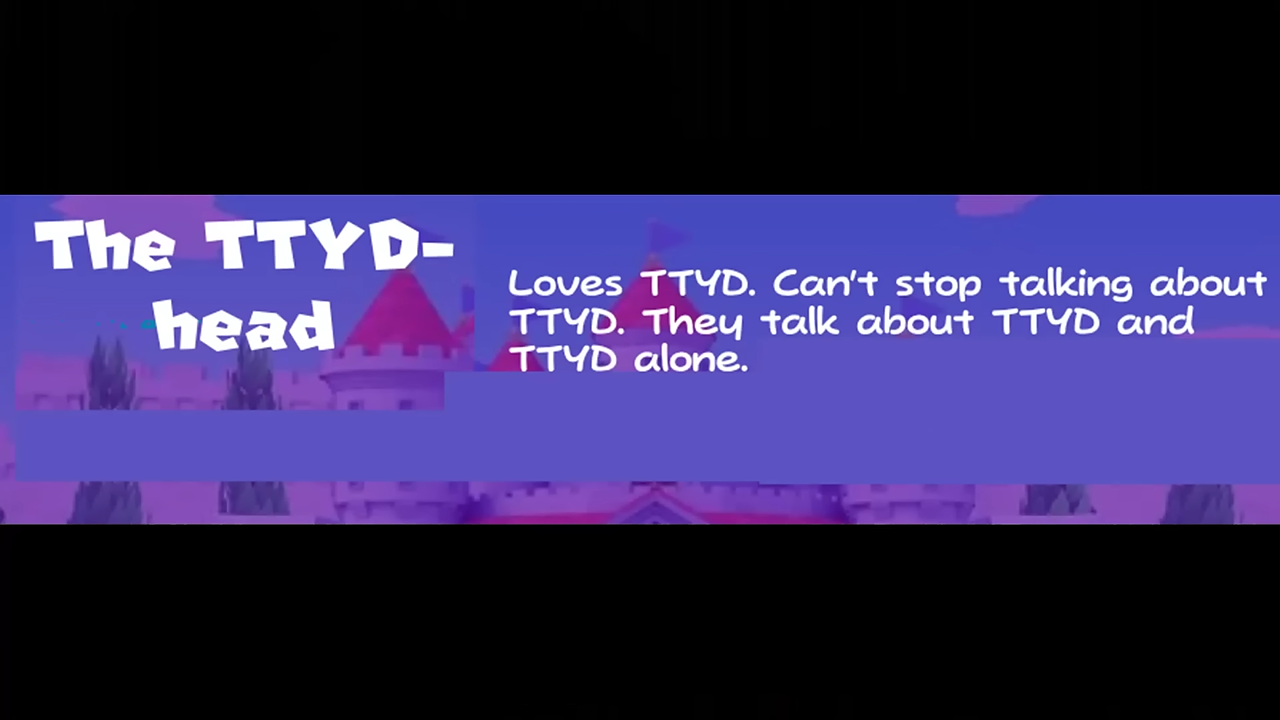 The TTYD-
head
Loves TTYD. Can't stop talking about
TTYD. They talk about TTYD and
TTYD alone.